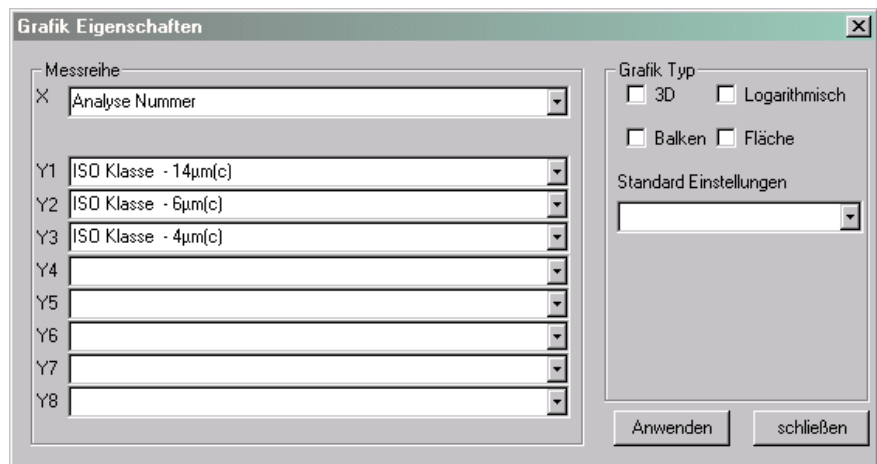 Grafik Eigenschaften
Messreihe
X Analyse Nummer
Y1 ISO Klasse - 14µm(c)
Y2 ISO Klasse - 6µm(c)
Y3 ISO Klasse - 4µm(c)
Y4
Y5
Y6
Y7
Y8
Grafik Typ
3D Logarithmisch
Balken Fläche
Standard Einstellungen
Anwenden schließen